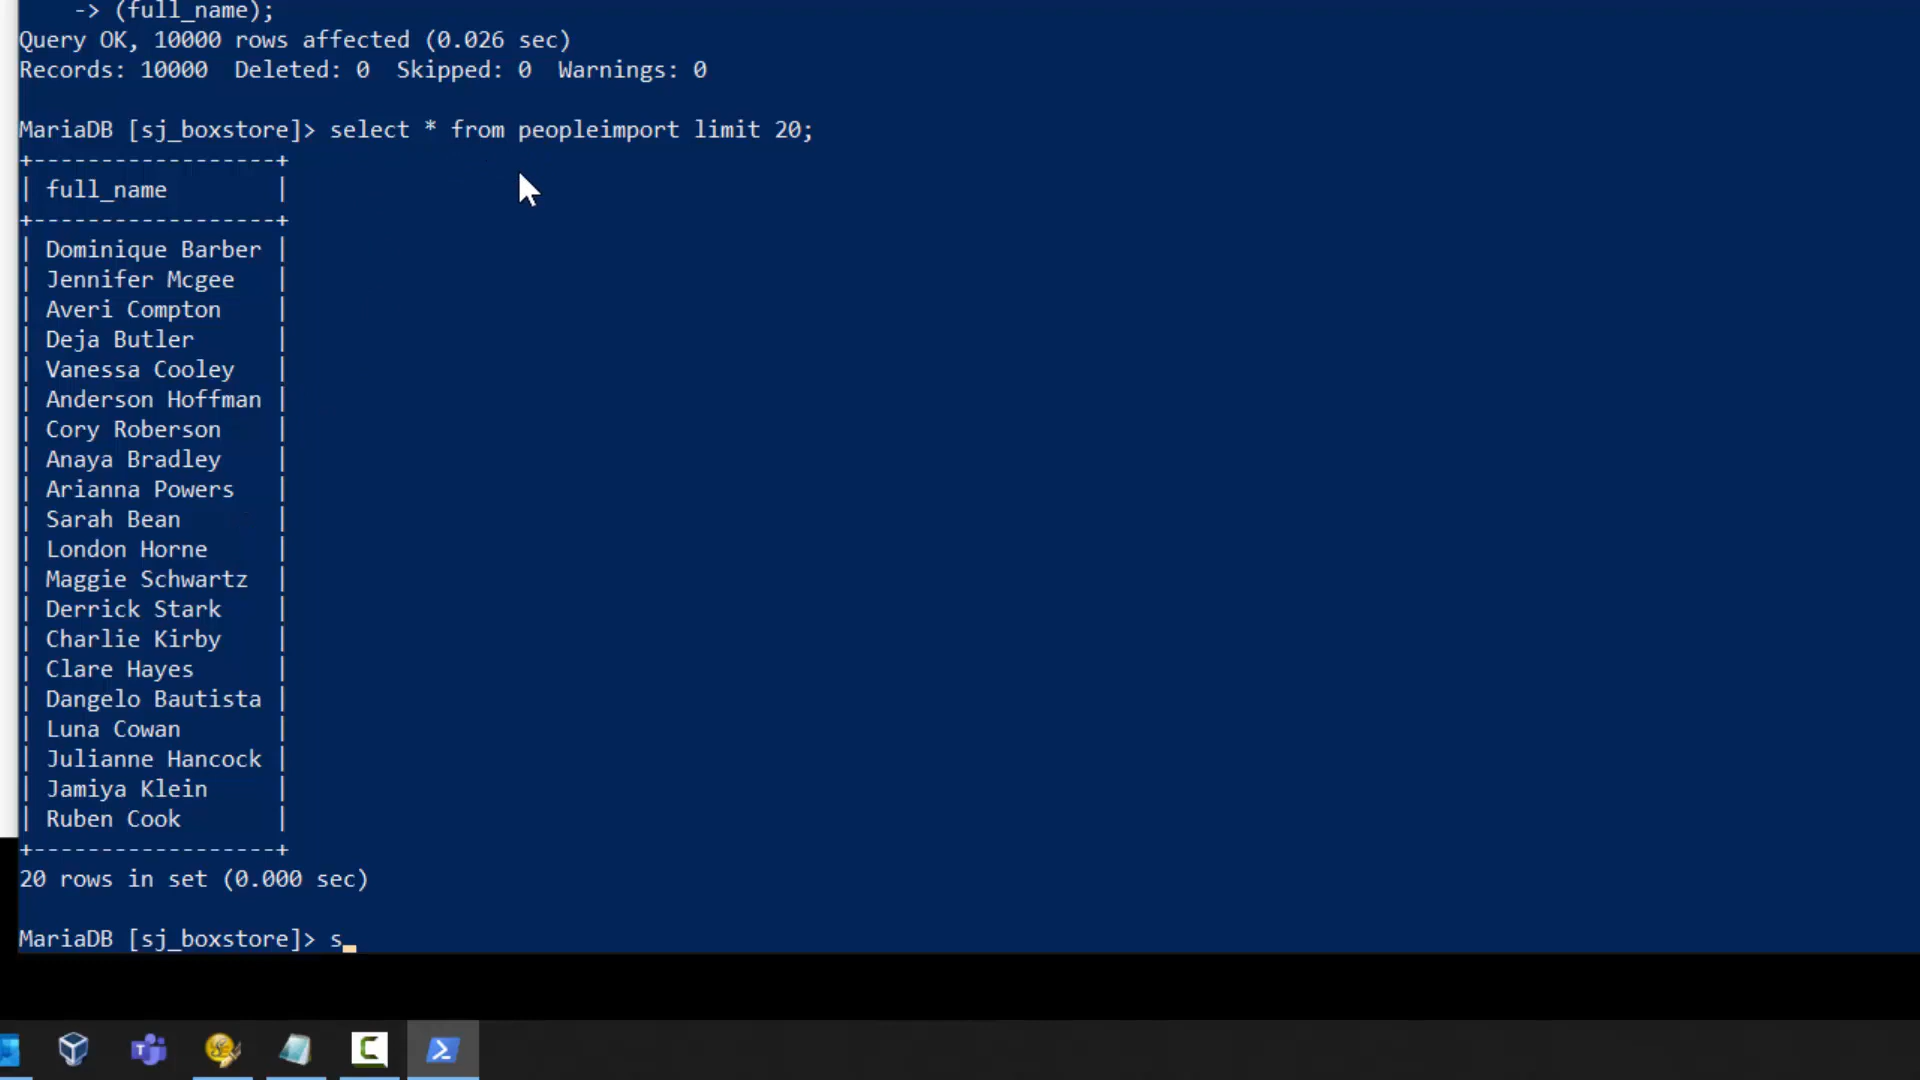 -> (full_name);
Query OK, 10000 rows affected (0.026 sec)
Records: 10000  Deleted: 0  Skipped: 0  Warnings: 0
MariaDB [sj_boxstore]> select * from peopleimport limit 20;
+------------------+
| full_name        |
+------------------+
| Dominique Barber |
| Jennifer Mcgee   |
| Averi Compton    |
| Deja Butler      |
| Vanessa Cooley   |
| Anderson Hoffman |
| Cory Roberson    |
| Anaya Bradley    |
| Arianna Powers   |
| Sarah Bean       |
| London Horne     |
| Maggie Schwartz  |
| Derrick Stark    |
| Charlie Kirby    |
| Clare Hayes      |
| Dangelo Bautista |
| Luna Cowan       |
| Julianne Hancock |
| Jamiya Klein     |
| Ruben Cook       |
+------------------+
20 rows in set (0.000 sec)
MariaDB [sj_boxstore]> s_